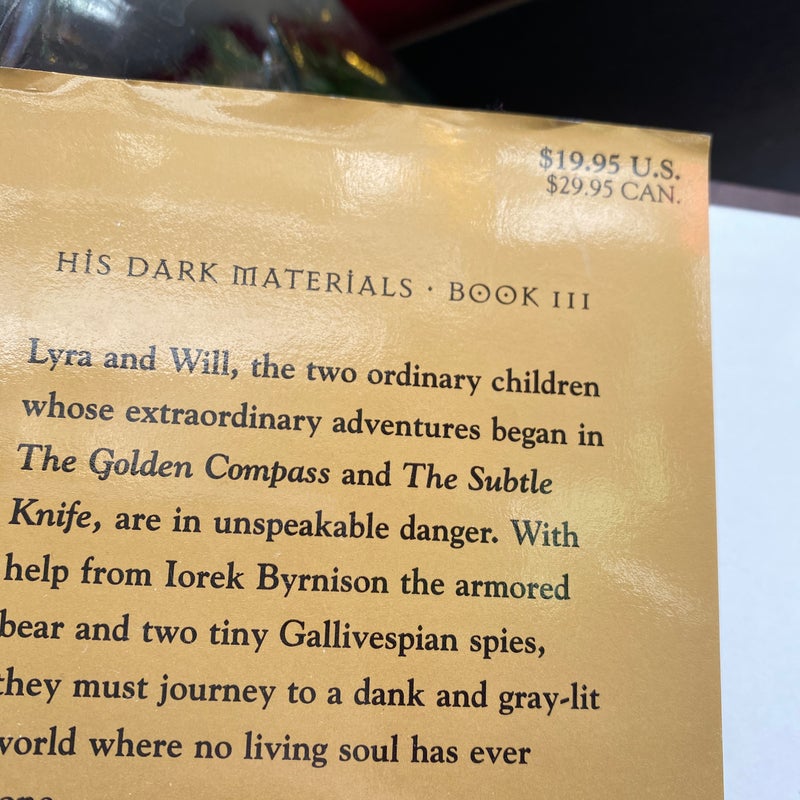 $19.95 U.S.
$29.95 CAN.
HIS DARK MATERIALS · BOOK III
Lyra and Will, the two ordinary children
whose extraordinary adventures began in
The Golden Compass and The Subtle
Knife, are in unspeakable danger. With
help from Iorek Byrnison the armored
bear and two tiny Gallivespian spies,
they must journey to a dank and gray-lit
world where no living soul has ever